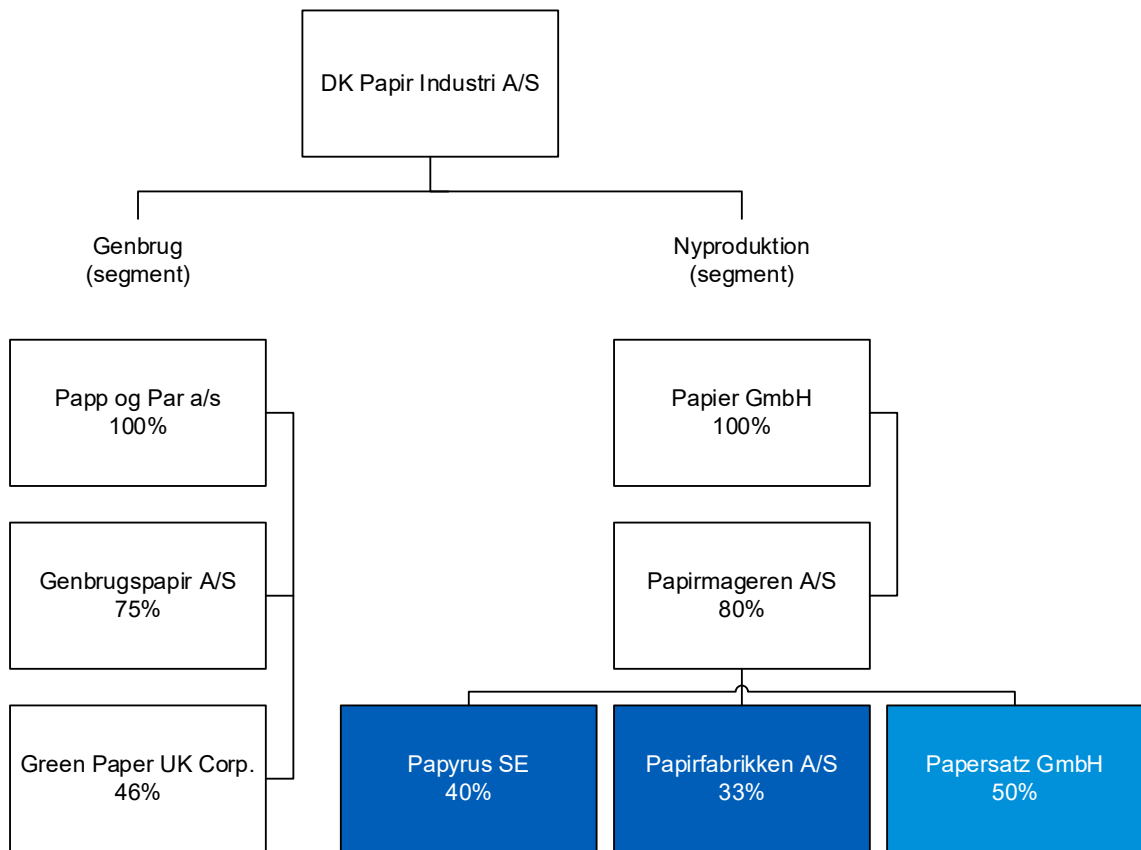 DK Papir Industri A/S
Genbrug
(segment)
Nyproduktion
(segment)
Papp og Par a/s
100%
Papier GmbH
100%
Genbrugspapir A/S
75%
Papirmageren A/S
80%
Green Paper UK Corp.
46%
Papyrus SE
40%
Papirfabrikken A/S
33%
Papersatz GmbH
50%